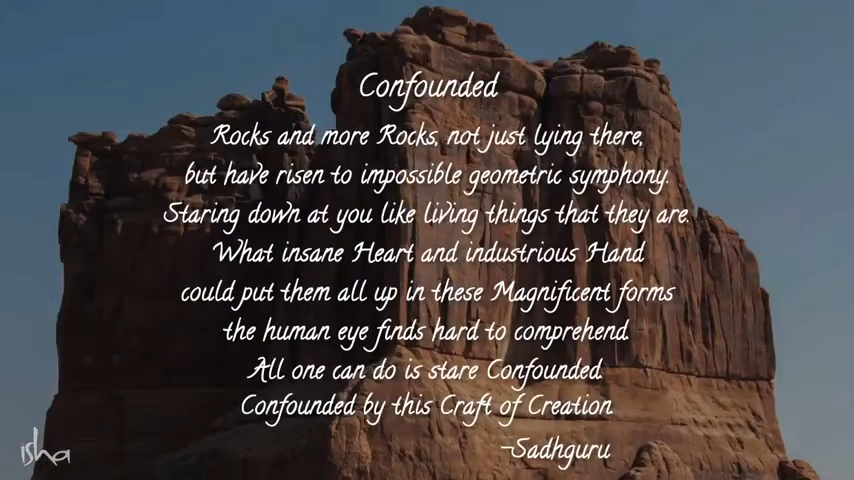 Confounded
Rocks and more Rocks, not just lying there,
but have risen to impossible geometric symphony.
Staring down at you like living things that they are.
What insane Heart and industrious Hand
could put them all up in these Magnificent forms
the human eye finds hard to comprehend.
All one can do is stare Confounded.
Confounded by this Craft of Creation.
-Sadhguru
isha